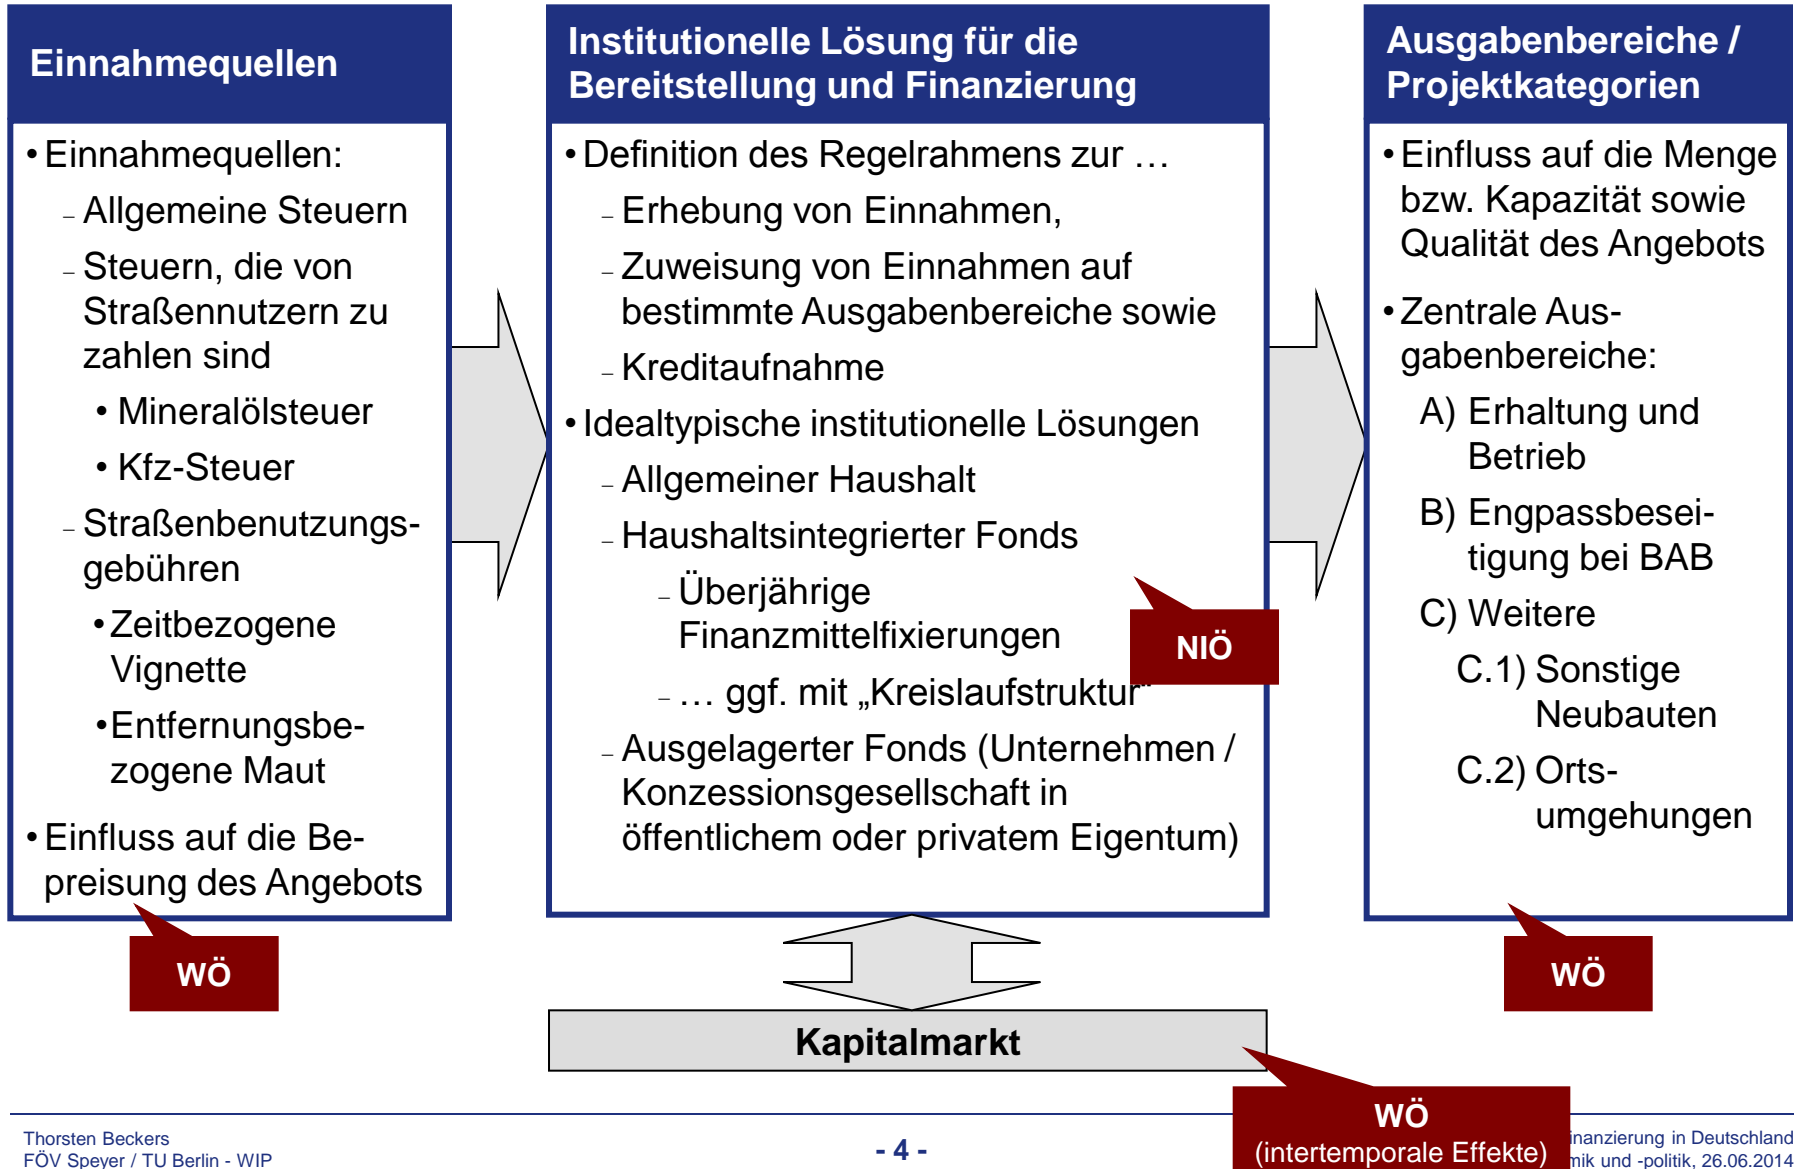 Einnahmequellen
• Einnahmequellen:
– Allgemeine Steuern
– Steuern, die von
Straßennutzern zu
zahlen sind
• Mineralölsteuer
• Kfz-Steuer
– Straßenbenutzungs-
gebühren
• Zeitbezogene
Vignette
• Entfernungsbe-
zogene Maut
• Einfluss auf die Be-
preisung des Angebots
WÖ
Institutionelle Lösung für die
Bereitstellung und Finanzierung
• Definition des Regelrahmens zur …
– Erhebung von Einnahmen,
– Zuweisung von Einnahmen auf
bestimmte Ausgabenbereiche sowie
– Kreditaufnahme
• Idealtypische institutionelle Lösungen
– Allgemeiner Haushalt
– Haushaltsintegrierter Fonds
– Überjährige
Finanzmittelfixierungen
– … ggf. mit „Kreislaufstruktur“
– Ausgelagerter Fonds (Unternehmen /
Konzessionsgesellschaft in
öffentlichem oder privatem Eigentum)
NIÖ
Ausgabenbereiche /
Projektkategorien
• Einfluss auf die Menge
bzw. Kapazität sowie
Qualität des Angebots
• Zentrale Aus-
gabenbereiche:
A) Erhaltung und
Betrieb
B) Engpassbesei-
tigung bei BAB
C) Weitere
C.1) Sonstige
Neubauten
C.2) Orts-
umgehungen
WÖ
Kapitalmarkt
WÖ
(intertemporale Effekte)
Thorsten Beckers
FÖV Speyer / TU Berlin - WIP
- 4 -
in Deutschland
und -politik, 26.06.2014